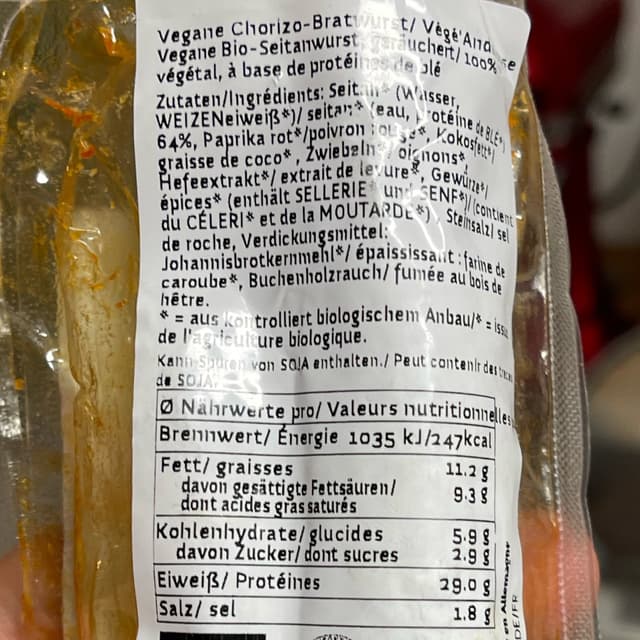 Vegane Chorizo-Bratwurst/ Végé'
Vegane Bio-Seitanwurst, geräuchert/ 100%
végétal, à base de protéines de blé
Zutaten/Ingrédients: Seitan* (Wasser,
WEIZENeiweiß*)/ seitan* (eau, protéine de BLÉ*)
64%, Paprika rot*/poivron rouge*, Kokosfett*/
graisse de coco*, Zwiebeln*/ oignons*,
Hefeextrakt*/ extrait de levure*, Gewürze*/
épices* (enthält SELLERIE* und SENF*)/(contient
du CÉLERI* et de la MOUTARDE*), Steinsalz/ sel
de roche, Verdickungsmittel:
Johannisbrotkernmehl*/ épaississant: farine de
caroube*, Buchenholzrauch/ fumée au bois de
hêtre.
* = aus kontrolliert biologischem Anbau/* = issu
de l'agriculture biologique.
Kann Spuren von SOJA enthalten./ Peut contenir des traces
de SOJA.
Ø Nährwerte pro/ Valeurs nutritionnelles
Brennwert/ Énergie 1035 kJ/247kcal
Fett/ graisses 11.2 g
davon gesättigte Fettsäuren/ 9.3 g
dont acides gras saturés
Kohlenhydrate/ glucides 5.9 g
davon Zucker/ dont sucres 2.9 g
Eiweiß/ Protéines 29.0 g
Salz/ sel 1.8 g
en Allemagne
DE/FR